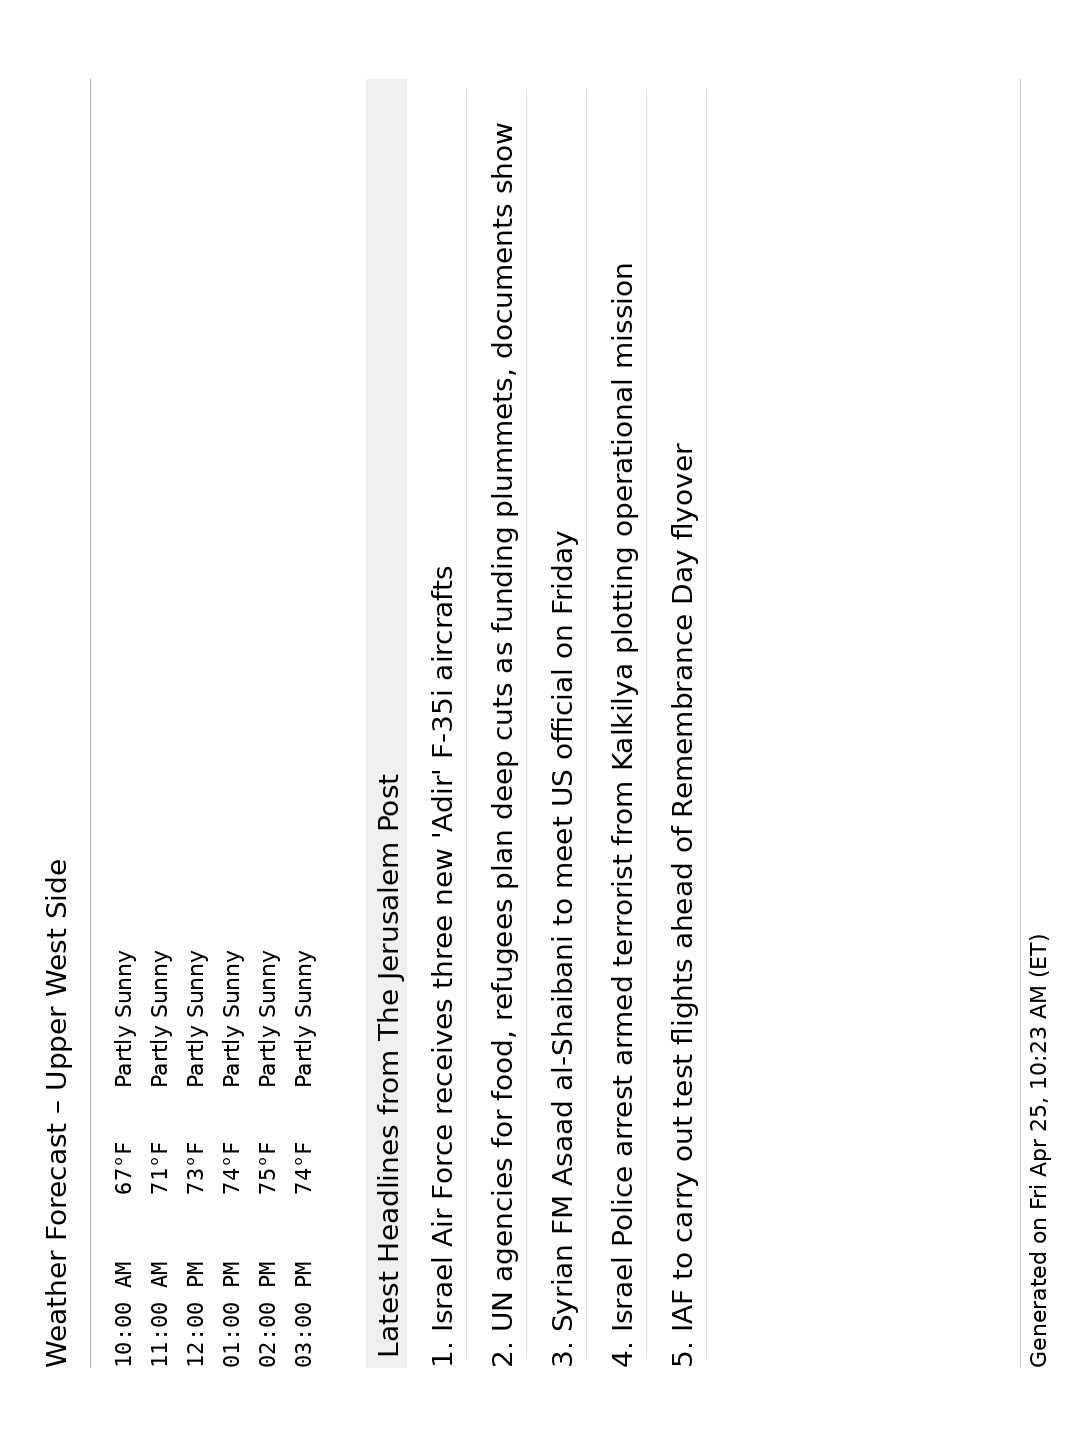 Weather Forecast – Upper West Side
10:00 AM 67°F Partly Sunny
11:00 AM 71°F Partly Sunny
12:00 PM 73°F Partly Sunny
01:00 PM 74°F Partly Sunny
02:00 PM 75°F Partly Sunny
03:00 PM 74°F Partly Sunny
Latest Headlines from The Jerusalem Post
1. Israel Air Force receives three new 'Adir' F-35i aircrafts
2. UN agencies for food, refugees plan deep cuts as funding plummets, documents show
3. Syrian FM Asaad al-Shaibani to meet US official on Friday
4. Israel Police arrest armed terrorist from Kalkilya plotting operational mission
5. IAF to carry out test flights ahead of Remembrance Day flyover
Generated on Fri Apr 25, 10:23 AM (ET)